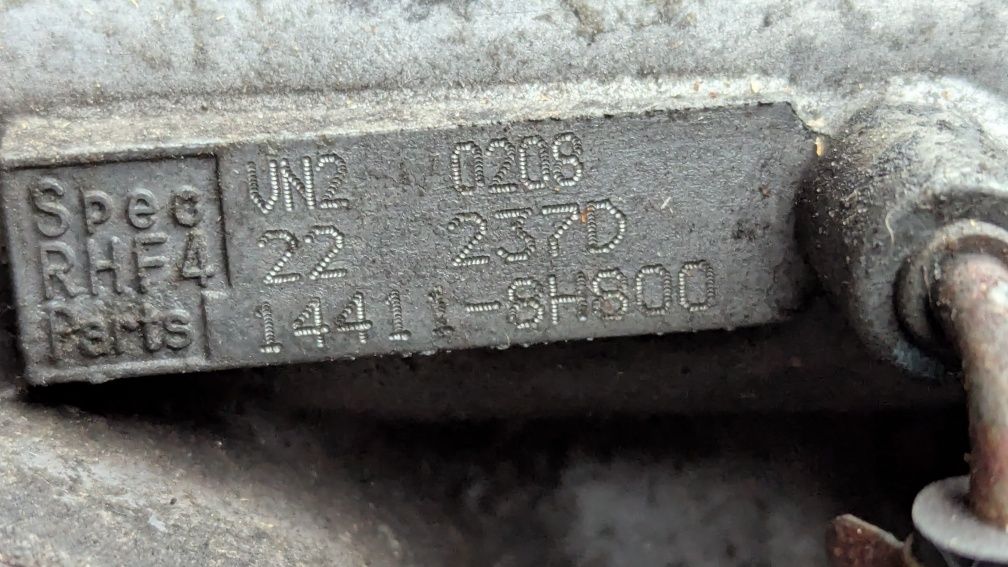 Spec
RHF4
Parts
VN2 0208
22 237D
14411-8H800